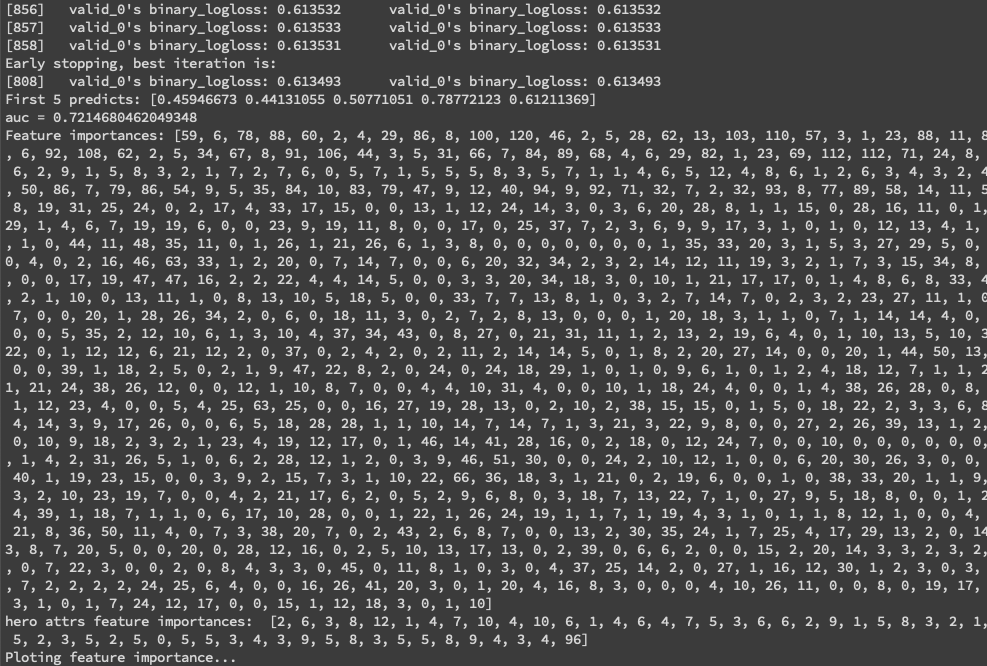 [856]   valid_0's binary_logloss: 0.613532      valid_0's binary_logloss: 0.613532
[857]   valid_0's binary_logloss: 0.613533      valid_0's binary_logloss: 0.613533
[858]   valid_0's binary_logloss: 0.613531      valid_0's binary_logloss: 0.613531
Early stopping, best iteration is:
[808]   valid_0's binary_logloss: 0.613493      valid_0's binary_logloss: 0.613493
First 5 predicts: [0.45946673 0.44131055 0.50771051 0.78772123 0.61211369]
auc = 0.7214680462049348
Feature importances: [59, 6, 78, 88, 60, 2, 4, 29, 86, 8, 100, 120, 46, 2, 5, 28, 62, 13, 103, 110, 57, 3, 1, 23, 88, 11, 8
, 6, 92, 108, 62, 2, 5, 34, 67, 8, 91, 106, 44, 3, 5, 31, 66, 7, 84, 89, 68, 4, 6, 29, 82, 1, 23, 69, 112, 112, 71, 24, 8,
 6, 2, 9, 1, 5, 8, 3, 2, 1, 7, 2, 7, 6, 0, 5, 7, 1, 5, 5, 5, 8, 3, 5, 7, 1, 1, 4, 6, 5, 12, 4, 8, 6, 1, 2, 6, 3, 4, 3, 2, 4
, 50, 86, 7, 79, 86, 54, 9, 5, 35, 84, 10, 83, 79, 47, 9, 12, 40, 94, 9, 92, 71, 32, 7, 2, 32, 93, 8, 77, 89, 58, 14, 11, 5
 8, 19, 31, 25, 24, 0, 2, 17, 4, 33, 17, 15, 0, 0, 13, 1, 12, 24, 14, 3, 0, 3, 6, 20, 28, 8, 1, 1, 15, 0, 28, 16, 11, 0, 1,
29, 1, 4, 6, 7, 19, 19, 6, 0, 0, 23, 9, 19, 11, 8, 0, 0, 17, 0, 25, 37, 7, 2, 3, 6, 9, 9, 17, 3, 1, 0, 1, 0, 12, 13, 4, 1,
, 1, 0, 44, 11, 48, 35, 11, 0, 1, 26, 1, 21, 26, 6, 1, 3, 8, 0, 0, 0, 0, 0, 0, 0, 1, 35, 33, 20, 3, 1, 5, 3, 27, 29, 5, 0,
0, 4, 0, 2, 16, 46, 63, 33, 1, 2, 20, 0, 7, 14, 7, 0, 0, 6, 20, 32, 34, 2, 3, 2, 14, 12, 11, 19, 3, 2, 1, 7, 3, 15, 34, 8,
, 0, 0, 17, 19, 47, 47, 16, 2, 2, 22, 4, 4, 14, 5, 0, 0, 3, 3, 20, 34, 18, 3, 0, 10, 1, 21, 17, 17, 0, 1, 4, 8, 6, 8, 33, 4
, 2, 1, 10, 0, 13, 11, 1, 0, 8, 13, 10, 5, 18, 5, 0, 0, 33, 7, 7, 13, 8, 1, 0, 3, 2, 7, 14, 7, 0, 2, 3, 2, 23, 27, 11, 1, 0
7, 0, 0, 20, 1, 28, 26, 34, 2, 0, 6, 0, 18, 11, 3, 0, 2, 7, 2, 8, 13, 0, 0, 0, 1, 20, 18, 3, 1, 1, 0, 7, 1, 14, 14, 4, 0,
 0, 0, 5, 35, 2, 12, 10, 6, 1, 3, 10, 4, 37, 34, 43, 0, 8, 27, 0, 21, 31, 11, 1, 2, 13, 2, 19, 6, 4, 0, 1, 10, 13, 5, 10, 3
22, 0, 1, 12, 12, 6, 21, 12, 2, 0, 37, 0, 2, 4, 2, 0, 2, 11, 2, 14, 14, 5, 0, 1, 8, 2, 20, 27, 14, 0, 0, 20, 1, 44, 50, 13,
 0, 0, 39, 1, 18, 2, 5, 0, 2, 1, 9, 47, 22, 8, 2, 0, 24, 0, 24, 18, 29, 1, 0, 1, 0, 9, 6, 1, 0, 1, 2, 4, 18, 12, 7, 1, 1, 2
1, 21, 24, 38, 26, 12, 0, 0, 12, 1, 10, 8, 7, 0, 0, 4, 4, 10, 31, 4, 0, 0, 10, 1, 18, 24, 4, 0, 0, 1, 4, 38, 26, 28, 0, 8,
 1, 12, 23, 4, 0, 0, 5, 4, 25, 63, 25, 0, 0, 16, 27, 19, 28, 13, 0, 2, 10, 2, 38, 15, 15, 0, 1, 5, 0, 18, 22, 2, 3, 3, 6, 8
4, 14, 3, 9, 17, 26, 0, 0, 6, 5, 18, 28, 28, 1, 1, 10, 14, 7, 14, 7, 1, 3, 21, 3, 22, 9, 8, 0, 0, 27, 2, 26, 39, 13, 1, 2,
 0, 10, 9, 18, 2, 3, 2, 1, 23, 4, 19, 12, 17, 0, 1, 46, 14, 41, 28, 16, 0, 2, 18, 0, 12, 24, 7, 0, 0, 10, 0, 0, 0, 0, 0, 0,
, 1, 4, 2, 31, 26, 5, 1, 0, 6, 2, 28, 12, 1, 2, 0, 3, 9, 46, 51, 30, 0, 0, 24, 2, 10, 12, 1, 0, 0, 6, 20, 30, 26, 3, 0, 0,
 40, 1, 19, 23, 15, 0, 0, 3, 9, 2, 15, 7, 3, 1, 10, 22, 66, 36, 18, 3, 1, 21, 0, 2, 19, 6, 0, 0, 1, 0, 38, 33, 20, 1, 1, 9,
 3, 2, 10, 23, 19, 7, 0, 0, 4, 2, 21, 17, 6, 2, 0, 5, 2, 9, 6, 8, 0, 3, 18, 7, 13, 22, 7, 1, 0, 27, 9, 5, 18, 8, 0, 0, 1, 2
4, 39, 1, 18, 7, 1, 1, 0, 6, 17, 10, 28, 0, 0, 1, 22, 1, 26, 24, 19, 1, 1, 7, 1, 19, 4, 3, 1, 0, 1, 1, 8, 12, 1, 0, 0, 4,
 21, 8, 36, 50, 11, 4, 0, 7, 3, 38, 20, 7, 0, 2, 43, 2, 6, 8, 7, 0, 0, 13, 2, 30, 35, 24, 1, 7, 25, 4, 17, 29, 13, 2, 0, 14
3, 8, 7, 20, 5, 0, 0, 20, 0, 28, 12, 16, 0, 2, 5, 10, 13, 17, 13, 0, 2, 39, 0, 6, 6, 2, 0, 0, 15, 2, 20, 14, 3, 3, 2, 3, 2,
, 0, 7, 22, 3, 0, 0, 2, 0, 8, 4, 3, 3, 0, 45, 0, 11, 8, 1, 0, 3, 0, 4, 37, 25, 14, 2, 0, 27, 1, 16, 12, 30, 1, 2, 3, 0, 3,
, 7, 2, 2, 2, 2, 24, 25, 6, 4, 0, 0, 16, 26, 41, 20, 3, 0, 1, 20, 4, 16, 8, 3, 0, 0, 0, 4, 10, 26, 11, 0, 0, 8, 0, 19, 17,
 3, 1, 0, 1, 7, 24, 12, 17, 0, 0, 15, 1, 12, 18, 3, 0, 1, 10]
hero attrs feature importances:  [2, 6, 3, 8, 12, 1, 4, 7, 10, 4, 10, 6, 1, 4, 6, 4, 7, 5, 3, 6, 6, 2, 9, 1, 5, 8, 3, 2, 1,
 5, 2, 3, 5, 2, 5, 0, 5, 5, 3, 4, 3, 9, 5, 8, 3, 5, 5, 8, 9, 4, 3, 4, 96]
Ploting feature importance...